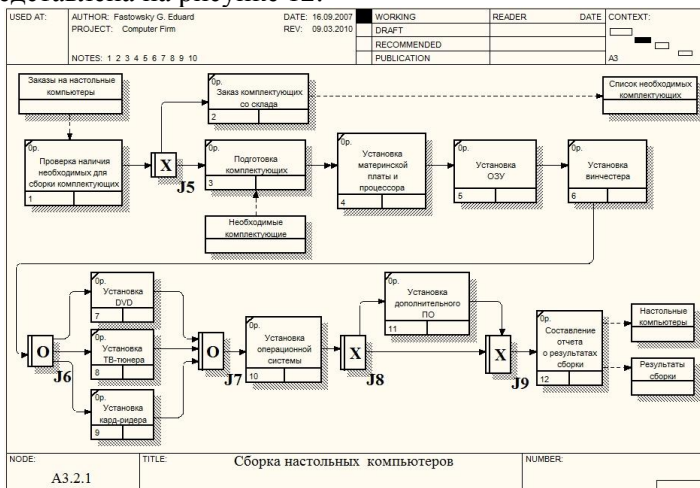 едставлена на рисунке 12.
USED AT:
AUTHOR: Fastowsky G. Eduard
DATE: 16.09.2007
PROJECT: Computer Firm
REV: 09.03.2010
NOTES: 1 2 3 4 5 6 7 8 9 10
WORKING
DRAFT
RECOMMENDED
PUBLICATION
READER DATE
CONTEXT:
A3
Заказы на настольные
компьютеры
0р.
Заказ комплектующих
со склада
2
Список необходимых
комплектующих
0р.
Проверка наличия
необходимых для
сборки комплектующих
1
X
J5
0р.
Подготовка
комплектующих
3
Необходимые
комплектующие
0р.
Установка
материнской
платы и
процессора
4
0р.
Установка
ОЗУ
5
0р.
Установка
винчестера
6
O
J6
0р.
Установка
DVD
7
0р.
Установка
ТВ-тюнера
8
0р.
Установка
кард-ридера
9
O
J7
0р.
Установка
операционной
системы
10
X
J8
0р.
Установка
дополнительного
ПО
11
X
J9
0р.
Составление
отчета
о результатах
сборки
12
Настольные
компьютеры
Результаты
сборки
NODE:
A3.2.1
TITLE:
Сборка настольных компьютеров
NUMBER: